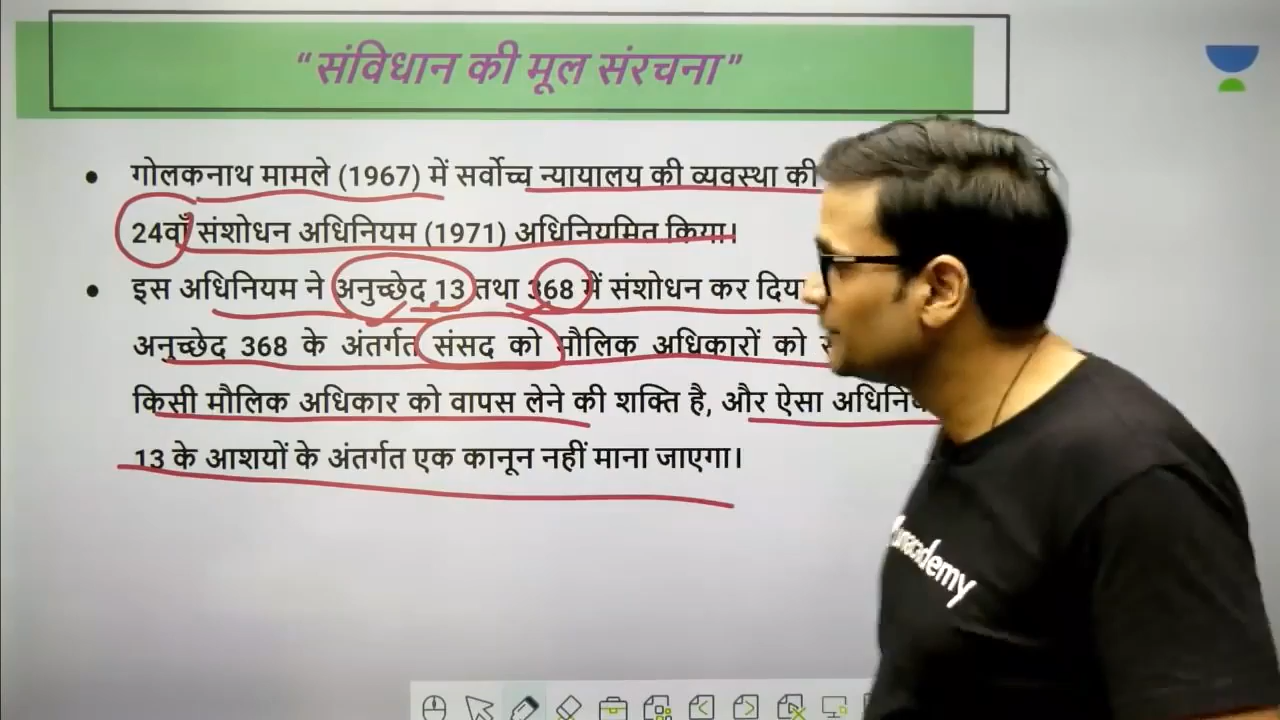 “संविधान की मूल संरचना”
• गोलकनाथ मामले (1967) में सर्वोच्च न्यायालय की व्यवस्था की
24वाँ संशोधन अधिनियम (1971) अधिनियमित किया।
• इस अधिनियम ने अनुच्छेद 13 तथा 368 में संशोधन कर दिया
अनुच्छेद 368 के अंतर्गत संसद को मौलिक अधिकारों को
किसी मौलिक अधिकार को वापस लेने की शक्ति है, और ऐसा
13 के आशयों के अंतर्गत एक कानून नहीं माना जाएगा।
unacademy